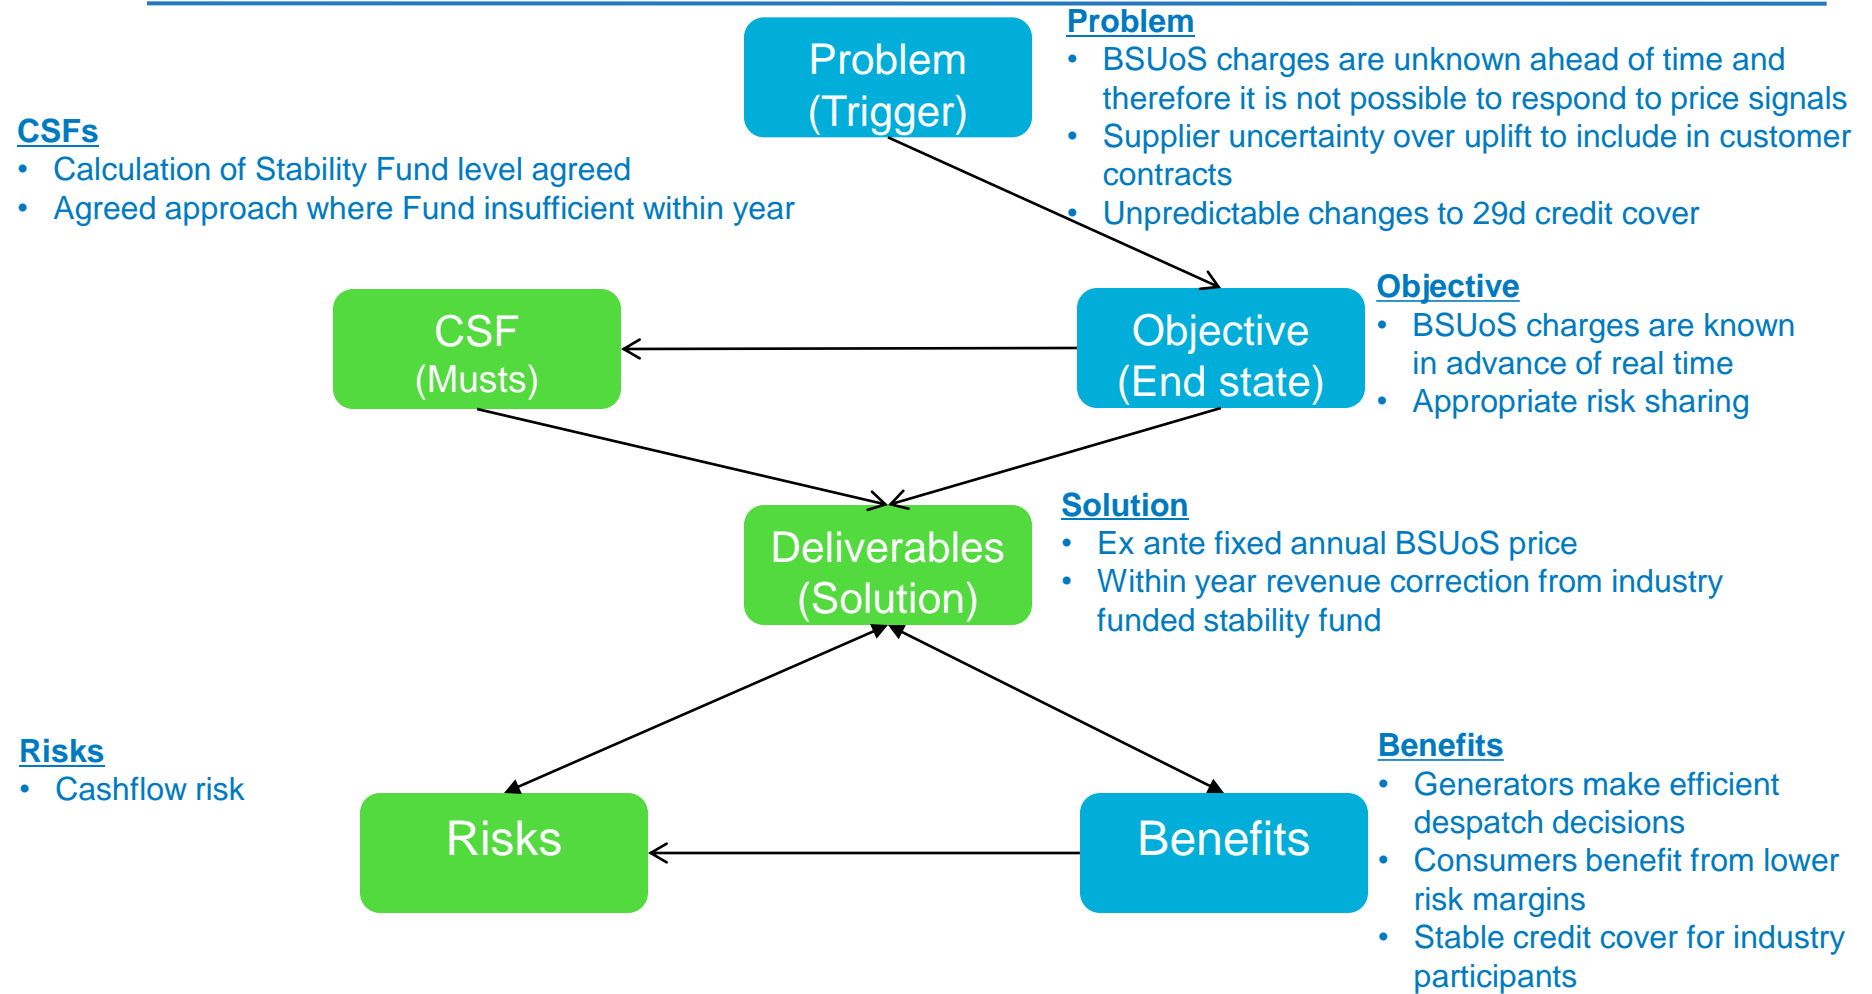 Problem
(Trigger)
Problem
• BSUoS charges are unknown ahead of time and
therefore it is not possible to respond to price signals
• Supplier uncertainty over uplift to include in customer
contracts
• Unpredictable changes to 29d credit cover
CSFs
• Calculation of Stability Fund level agreed
• Agreed approach where Fund insufficient within year
CSF
(Musts)
Objective
(End state)
Objective
• BSUoS charges are known
in advance of real time
• Appropriate risk sharing
Deliverables
(Solution)
Solution
• Ex ante fixed annual BSUoS price
• Within year revenue correction from industry
funded stability fund
Risks
• Cashflow risk
Risks
Benefits
Benefits
• Generators make efficient
despatch decisions
• Consumers benefit from lower
risk margins
• Stable credit cover for industry
participants